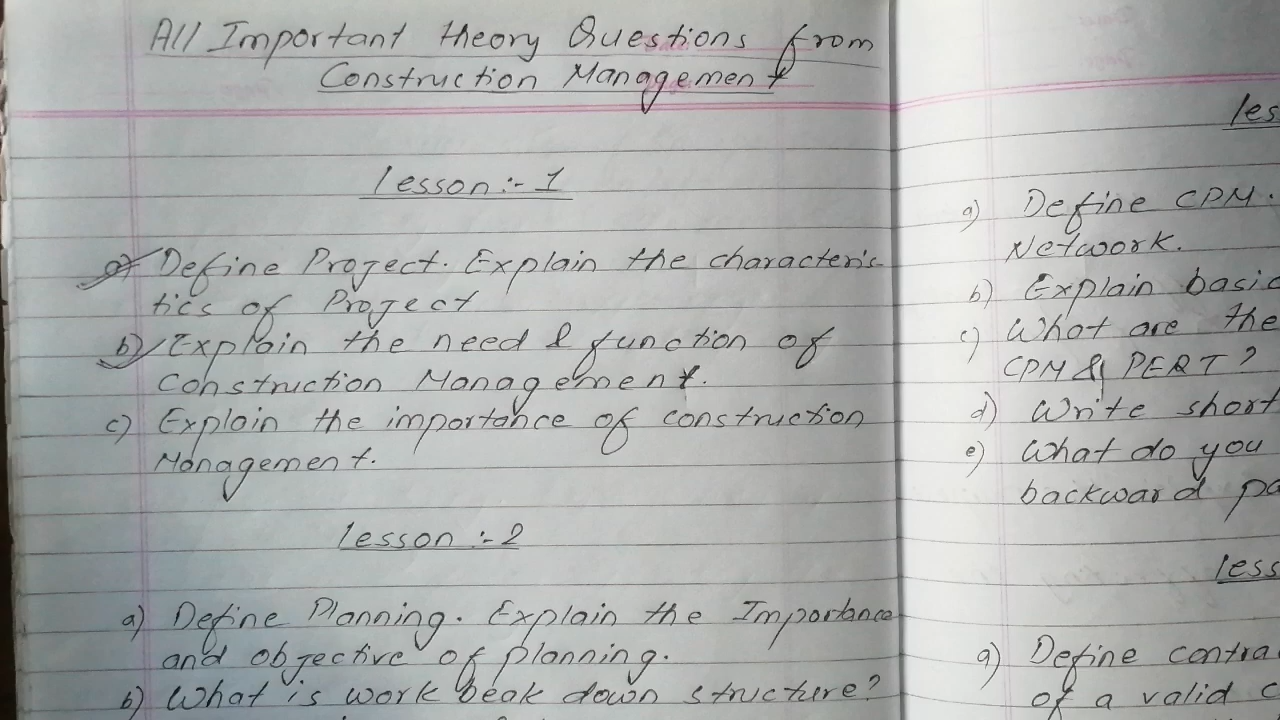 All Important theory Questions from
Construction Management
lesson:- 1
a) Define Project. Explain the characteris
tics of Project
b) Explain the need & function of
Construction Management.
c) Explain the importance of construction
Management.
lesson :- 2
a) Define Planning. Explain the Importance
and objective of planning.
b) What is work beak down structure?
les
a) Define CPM.
Network.
b) Explain basic
c) What are the
CPM & PERT?
d) Write short
e) What do you
backward pa
less
a) Define contra
of a valid c